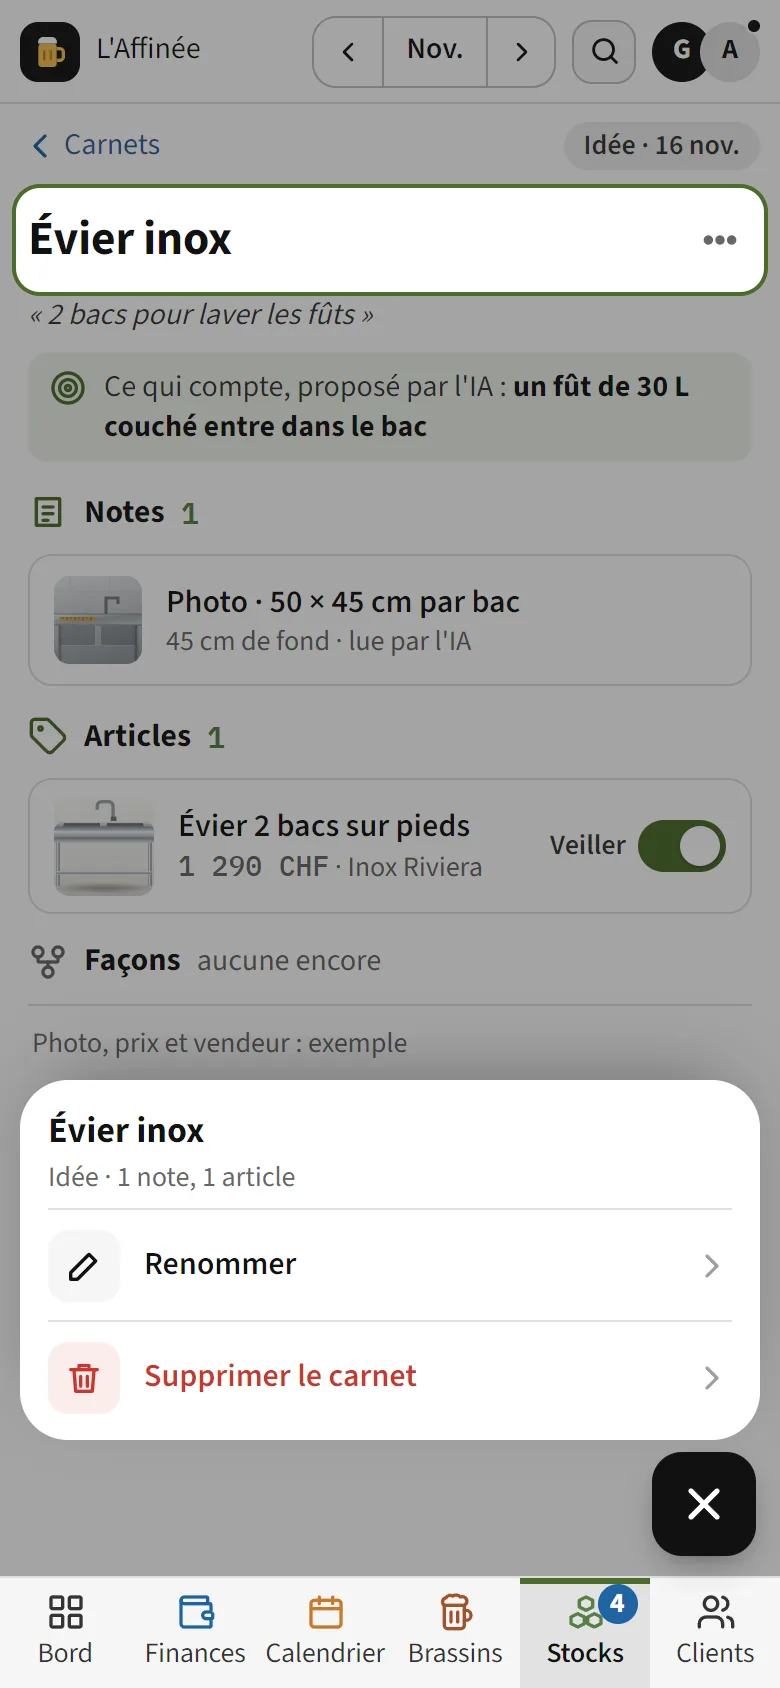 L'Affinée
Nov.
G
A
Carnets
Idée · 16 nov.
Évier inox
« 2 bacs pour laver les fûts »
Ce qui compte, proposé par l'IA : un fût de 30 L
couché entre dans le bac
Notes 1
Photo · 50 × 45 cm par bac
45 cm de fond · lue par l'IA
Articles 1
Évier 2 bacs sur pieds
1 290 CHF · Inox Riviera
Veiller
Façons aucune encore
Photo, prix et vendeur : exemple
Évier inox
Idée · 1 note, 1 article
Renommer
Supprimer le carnet
Bord
Finances
Calendrier
Brassins
4
Stocks
Clients